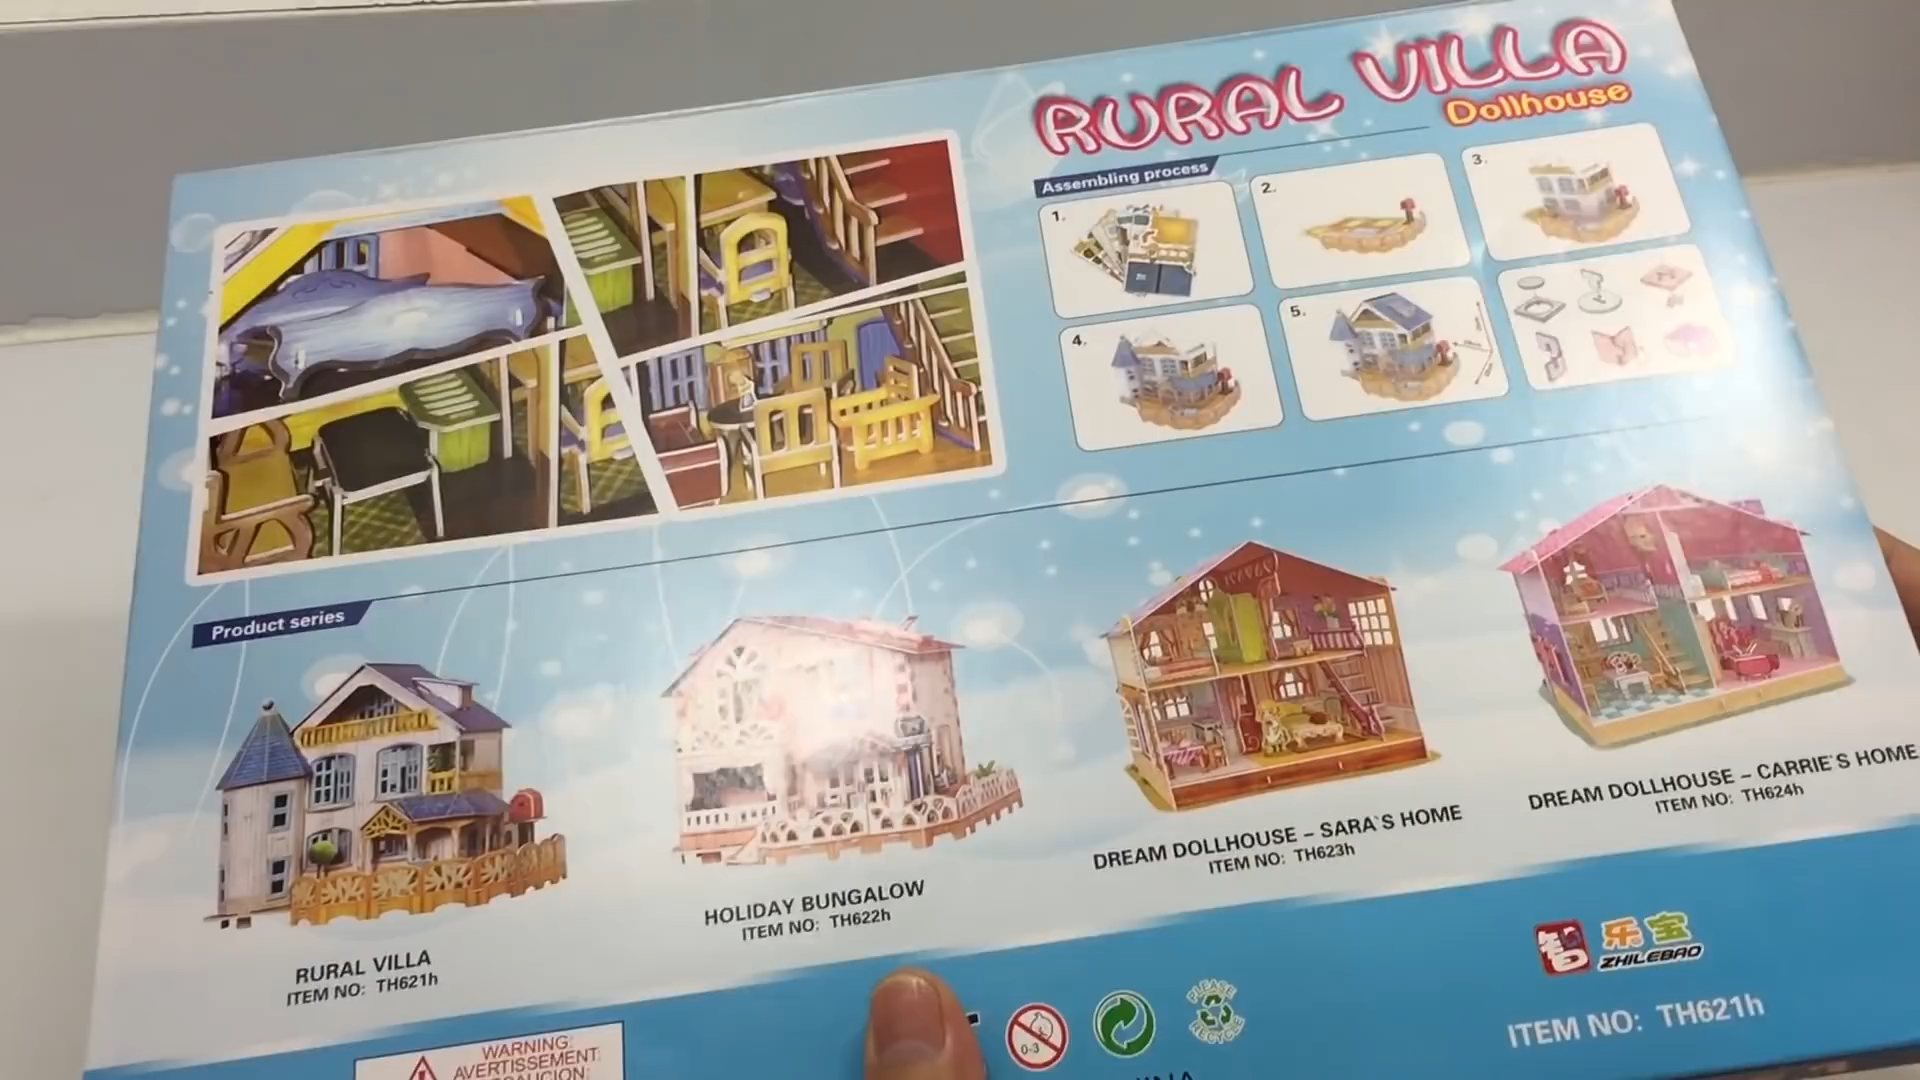 RURAL VILLA
Dollhouse
Assembling process
1.
2.
3.
4.
5.
Product series
RURAL VILLA
ITEM NO: TH621h
HOLIDAY BUNGALOW
ITEM NO: TH622h
DREAM DOLLHOUSE – SARA`S HOME
ITEM NO: TH623h
DREAM DOLLHOUSE – CARRIE`S HOME
ITEM NO: TH624h
智 乐宝
ZHILEBAO
ITEM NO: TH621h
WARNING:
AVERTISSEMENT:
0-3
PLEASE
RECYCLE